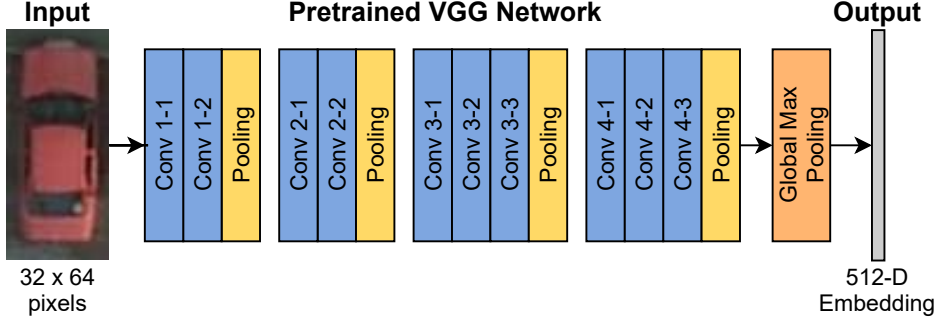 Input
Pretrained VGG Network
Output
Conv 1-1
Conv 1-2
Pooling
Conv 2-1
Conv 2-2
Pooling
Conv 3-1
Conv 3-2
Conv 3-3
Pooling
Conv 4-1
Conv 4-2
Conv 4-3
Pooling
Global Max
Pooling
32 x 64
pixels
512-D
Embedding